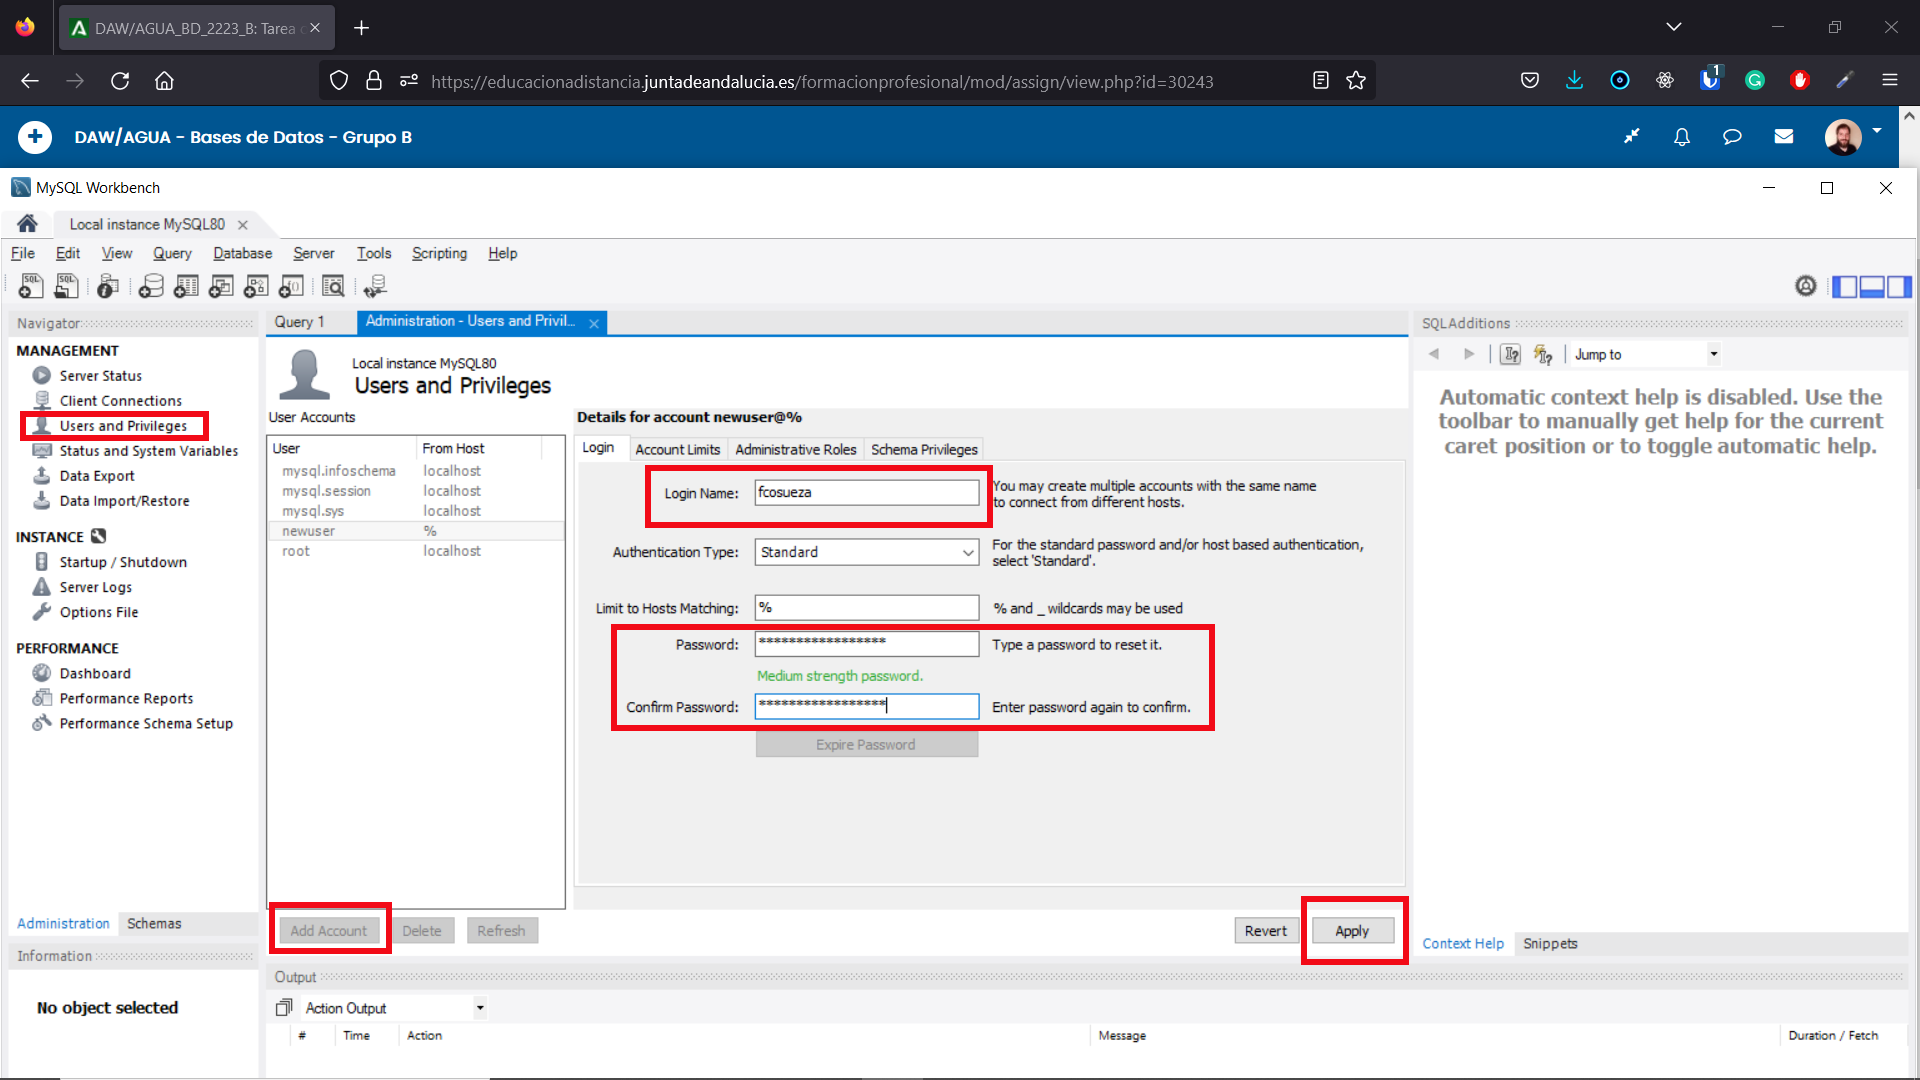 DAW/AGUA_BD_2223_B: Tarea
https://educacionadistancia.juntadeandalucia.es/formacionprofesional/mod/assign/view.php?id=30243
1
DAW/AGUA - Bases de Datos - Grupo B
MySQL Workbench
Local instance MySQL80
File Edit View Query Database Server Tools Scripting Help
Navigator
MANAGEMENT
Server Status
Client Connections
Users and Privileges
Status and System Variables
Data Export
Data Import/Restore
INSTANCE
Startup / Shutdown
Server Logs
Options File
PERFORMANCE
Dashboard
Performance Reports
Performance Schema Setup
Administration Schemas
Information
No object selected
Query 1 Administration - Users and Privil...
Local instance MySQL80
Users and Privileges
User Accounts
User From Host
mysql.infoschema localhost
mysql.session localhost
mysql.sys localhost
newuser %
root localhost
Add Account Delete Refresh
Details for account newuser@%
Login Account Limits Administrative Roles Schema Privileges
Login Name: fcosueza You may create multiple accounts with the same name
to connect from different hosts.
Authentication Type: Standard For the standard password and/or host based authentication,
select 'Standard'.
Limit to Hosts Matching: % % and _ wildcards may be used
Password: ***************** Type a password to reset it.
Medium strength password.
Confirm Password: ***************** Enter password again to confirm.
Expire Password
Revert Apply
SQLAdditions
Jump to
Automatic context help is disabled. Use the
toolbar to manually get help for the current
caret position or to toggle automatic help.
Context Help Snippets
Output
Action Output
# Time Action Message Duration / Fetch